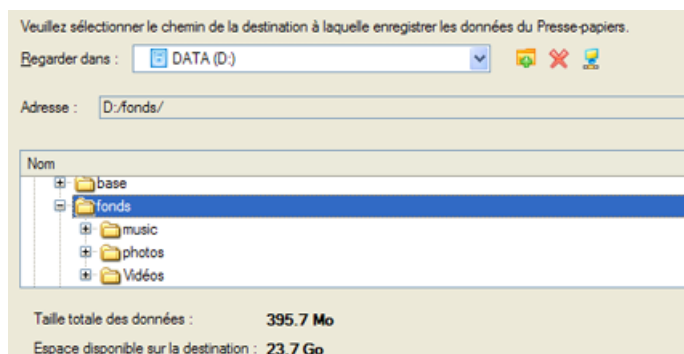 Veuillez sélectionner le chemin de la destination à laquelle enregistrer les données du Presse-papiers.
Regarder dans : DATA (D:)
Adresse : D:/fonds/
Nom
base
fonds
music
photos
Vidéos
Taille totale des données : 395.7 Mo
Espace disponible sur la destination : 23.7 Go